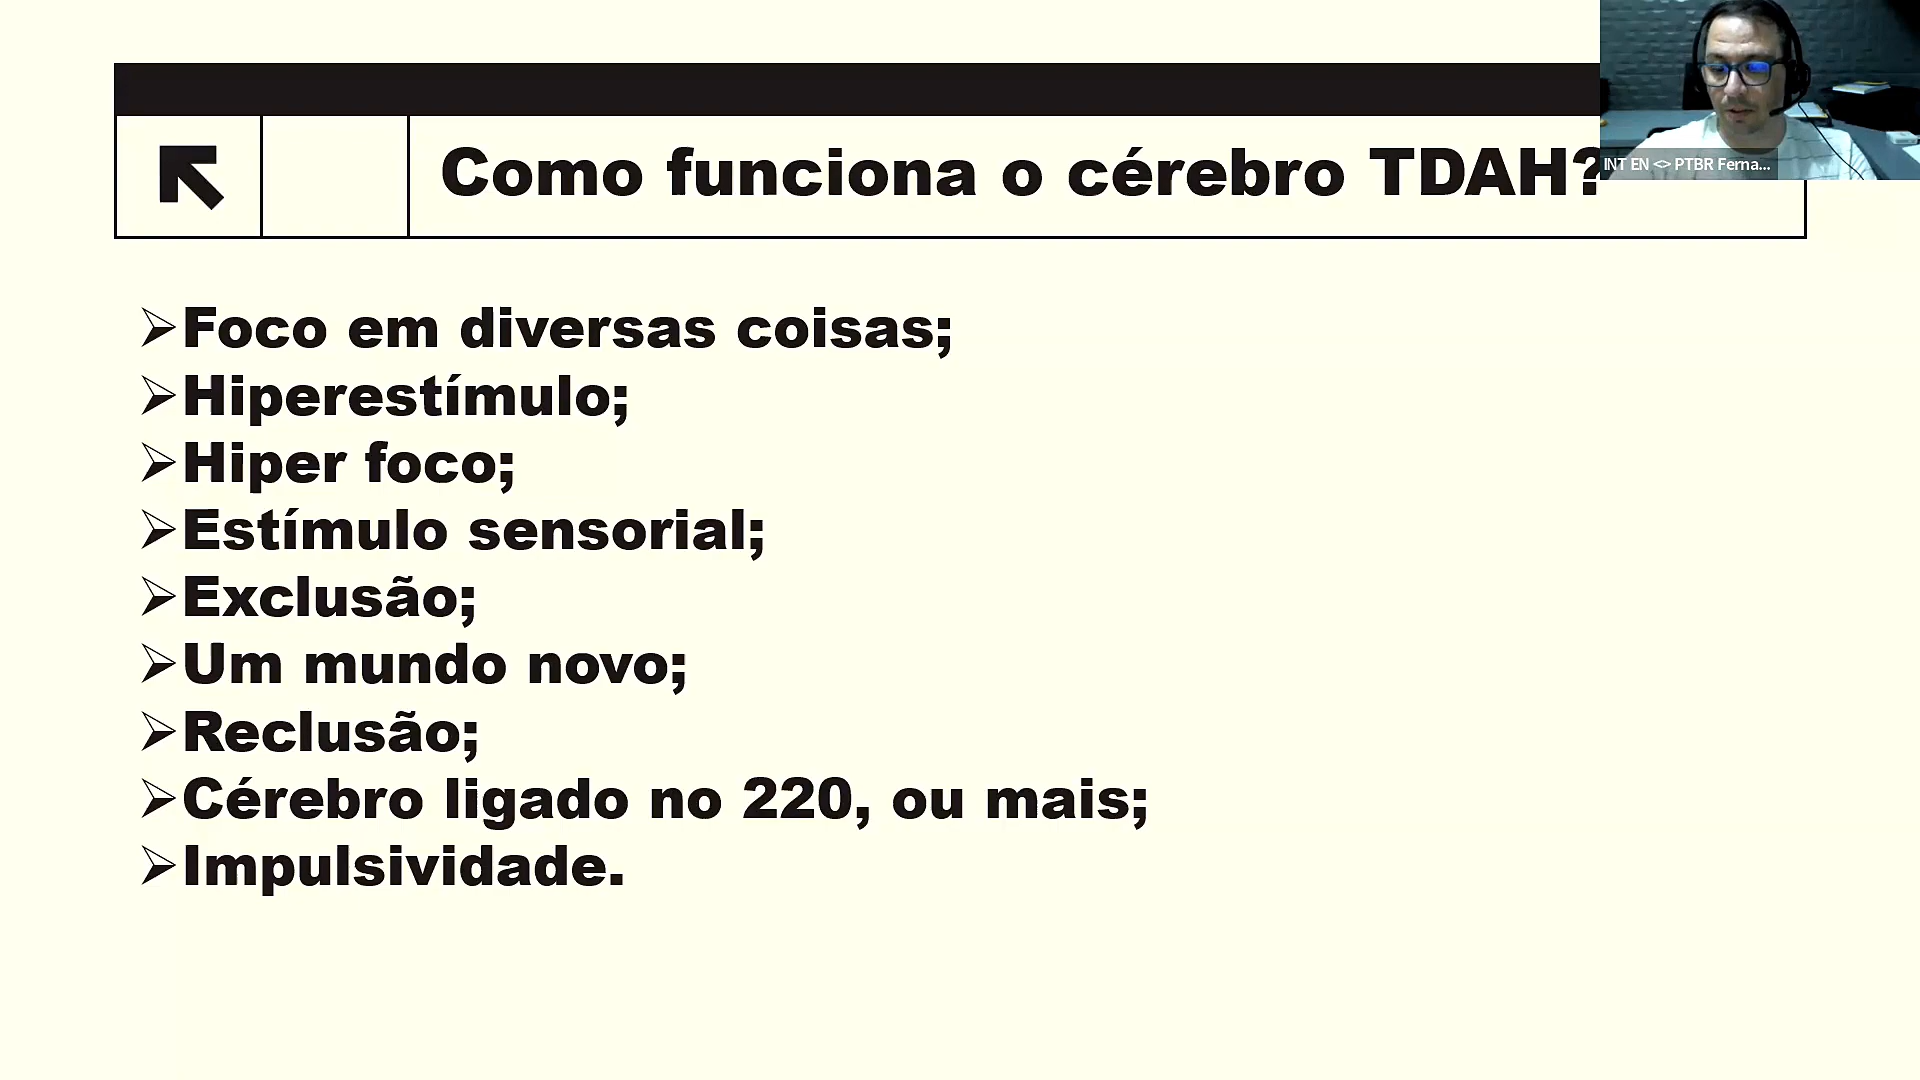 Como funciona o cérebro TDAH?
INT EN <> PTBR Ferna...
Foco em diversas coisas;
Hiperestímulo;
Hiper foco;
Estímulo sensorial;
Exclusão;
Um mundo novo;
Reclusão;
Cérebro ligado no 220, ou mais;
Impulsividade.